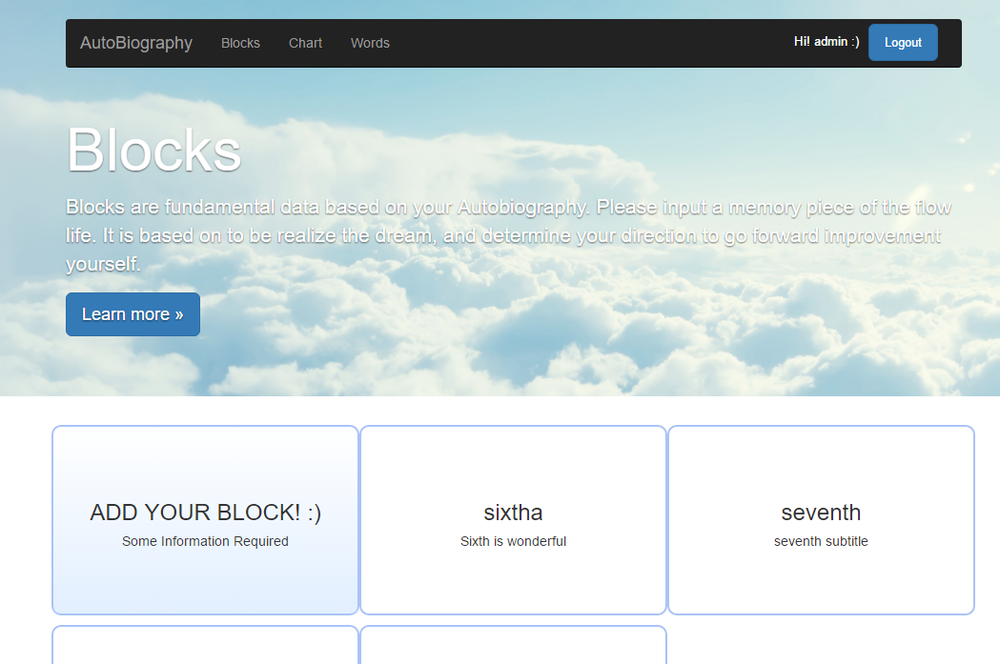 AutoBiography Blocks Chart Words Hi! admin :) Logout
Blocks
Blocks are fundamental data based on your Autobiography. Please input a memory piece of the flow
life. It is based on to be realize the dream, and determine your direction to go forward improvement
yourself.
Learn more »
ADD YOUR BLOCK! :)
Some Information Required
sixtha
Sixth is wonderful
seventh
seventh subtitle